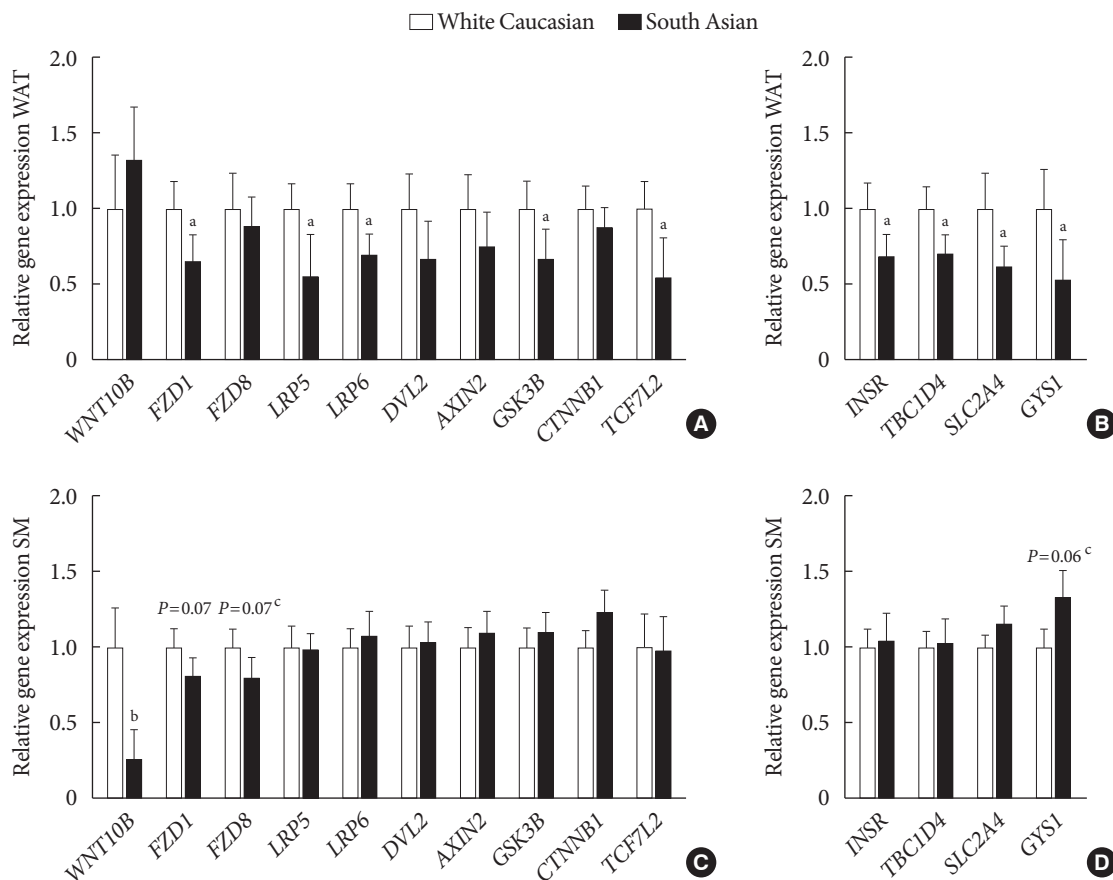 White Caucasian South Asian
Relative gene expression WAT
2.0
1.5
1.0
0.5
0
a
a
a
a
a
WNT10B
FZD1
FZD8
LRP5
LRP6
DVL2
AXIN2
GSK3B
CTNNB1
TCF7L2
A
Relative gene expression WAT
2.0
1.5
1.0
0.5
0
a
a
a
a
INSR
TBC1D4
SLC2A4
GYS1
B
Relative gene expression SM
2.0
1.5
1.0
0.5
0
b
P=0.07
P=0.07 c
WNT10B
FZD1
FZD8
LRP5
LRP6
DVL2
AXIN2
GSK3B
CTNNB1
TCF7L2
C
Relative gene expression SM
2.0
1.5
1.0
0.5
0
P=0.06 c
INSR
TBC1D4
SLC2A4
GYS1
D